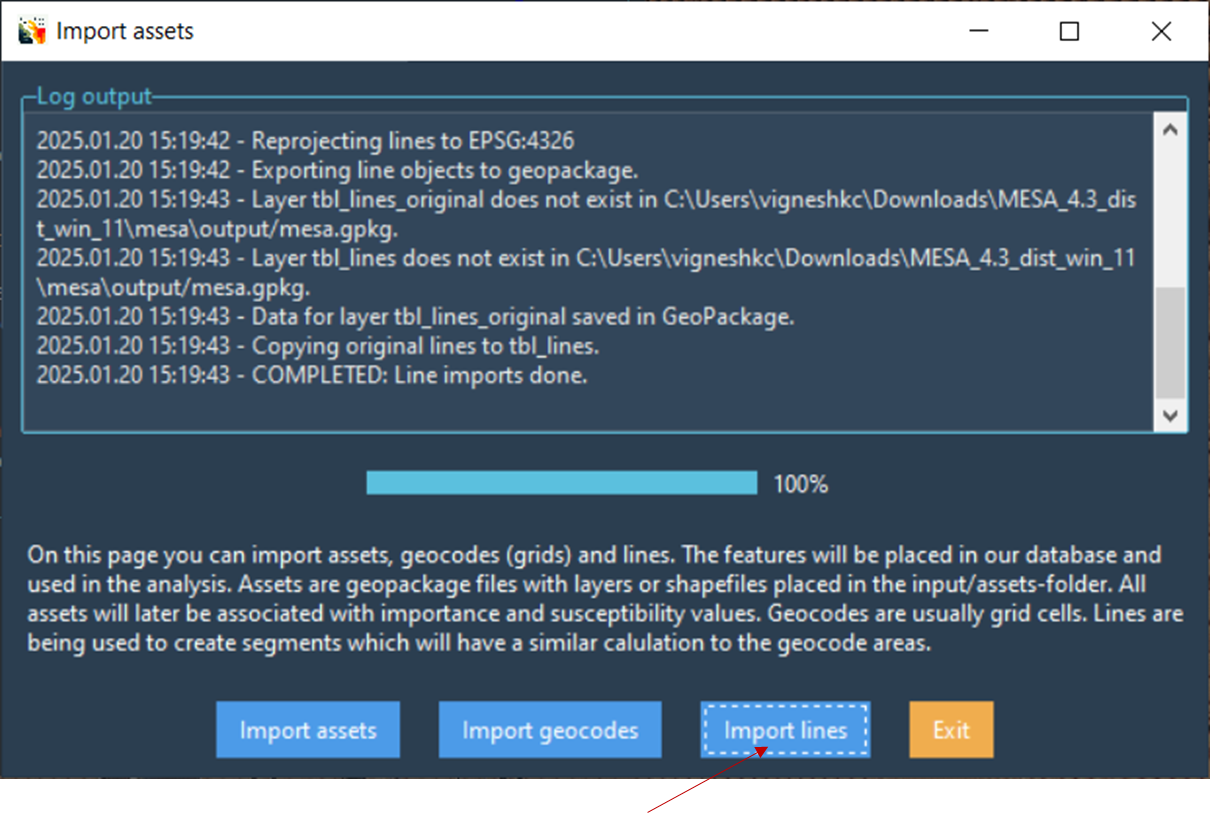 Import assets
Log output
2025.01.20 15:19:42 - Reprojecting lines to EPSG:4326
2025.01.20 15:19:42 - Exporting line objects to geopackage.
2025.01.20 15:19:43 - Layer tbl_lines_original does not exist in C:\Users\vigneshkc\Downloads\MESA_4.3_dis
t_win_11\mesa\output/mesa.gpkg.
2025.01.20 15:19:43 - Layer tbl_lines does not exist in C:\Users\vigneshkc\Downloads\MESA_4.3_dist_win_11
\mesa\output/mesa.gpkg.
2025.01.20 15:19:43 - Data for layer tbl_lines_original saved in GeoPackage.
2025.01.20 15:19:43 - Copying original lines to tbl_lines.
2025.01.20 15:19:43 - COMPLETED: Line imports done.
100%
On this page you can import assets, geocodes (grids) and lines. The features will be placed in our database and
used in the analysis. Assets are geopackage files with layers or shapefiles placed in the input/assets-folder. All
assets will later be associated with importance and susceptibility values. Geocodes are usually grid cells. Lines are
being used to create segments which will have a similar calulation to the geocode areas.
Import assets
Import geocodes
Import lines
Exit